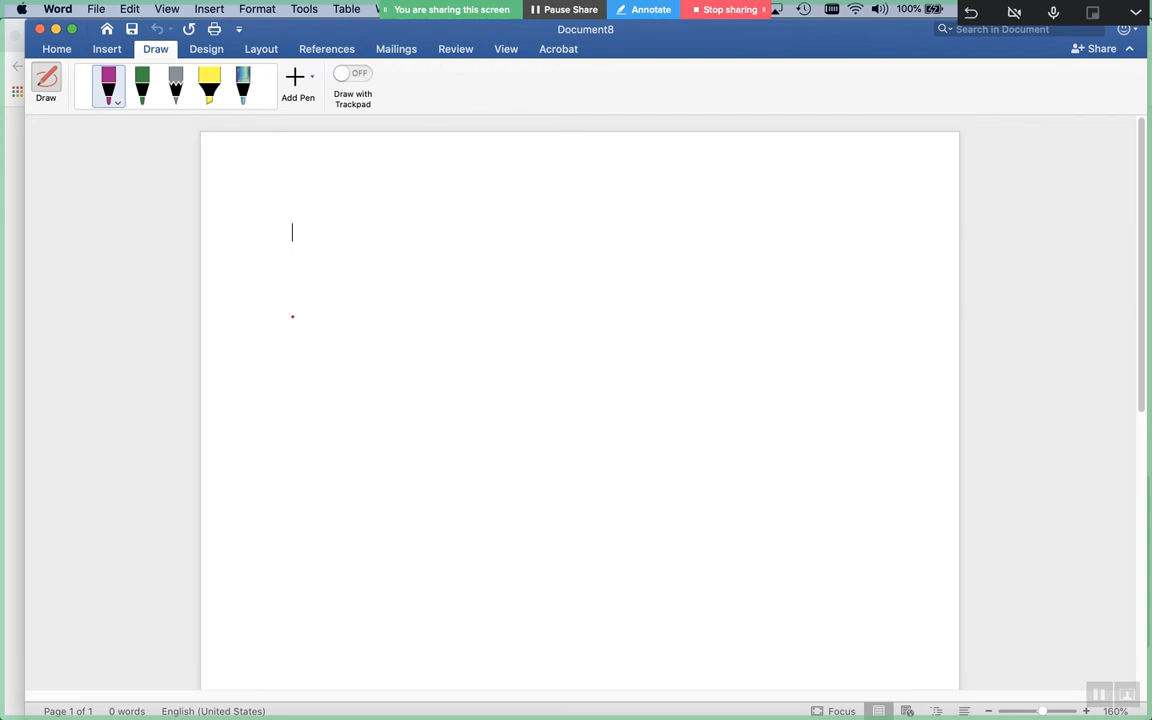 Word File Edit View Insert Format Tools Table You are sharing this screen Pause Share Annotate Stop sharing 100%
Document8 Search in Document
Home Insert Draw Design Layout References Mailings Review View Acrobat Share
OFF
Draw Add Pen Draw with
Trackpad
Page 1 of 1 0 words English (United States) Focus 160%